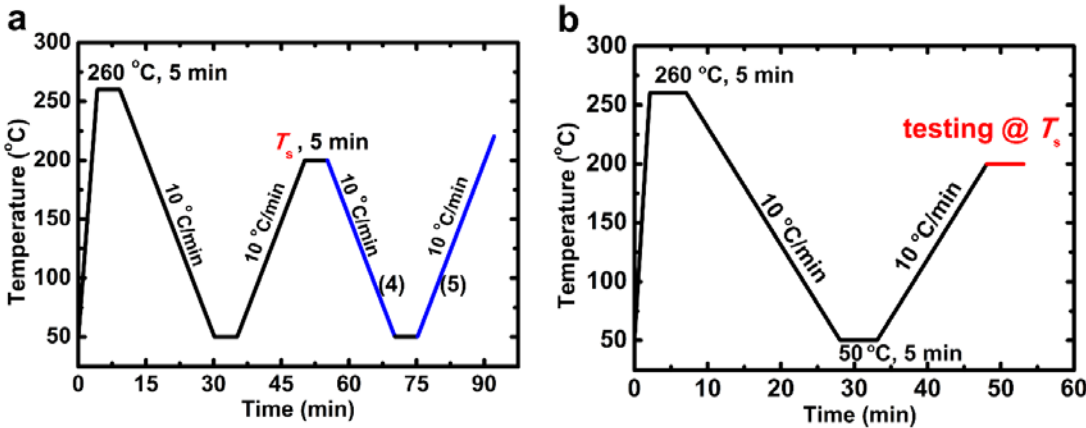 a
300
250
200
150
100
50
0
15
30
45
60
75
90
Temperature (°C)
Time (min)
260 °C, 5 min
10 °C/min
10 °C/min
Ts, 5 min
10 °C/min
(4)
10 °C/min
(5)
b
300
250
200
150
100
50
0
10
20
30
40
50
60
Temperature (°C)
Time (min)
260 °C, 5 min
10 °C/min
50 °C, 5 min
10 °C/min
testing @ Ts